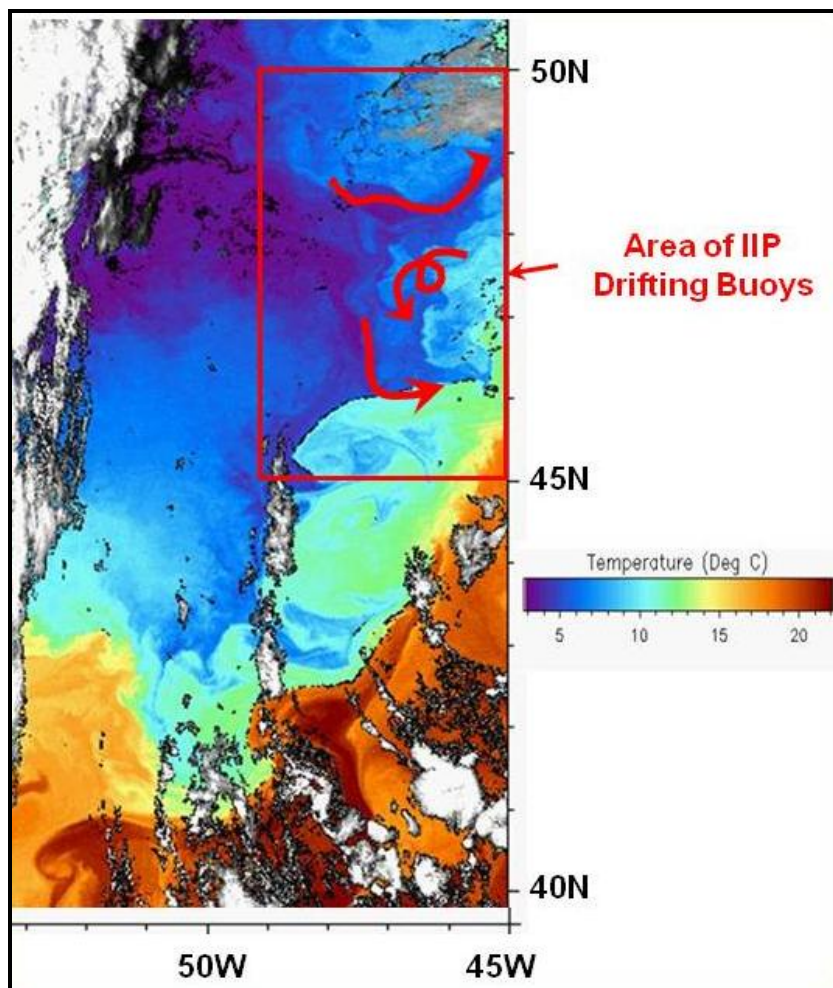 50N
Area of IIP
Drifting Buoys
45N
Temperature (Deg C)
5 10 15 20
40N
50W 45W